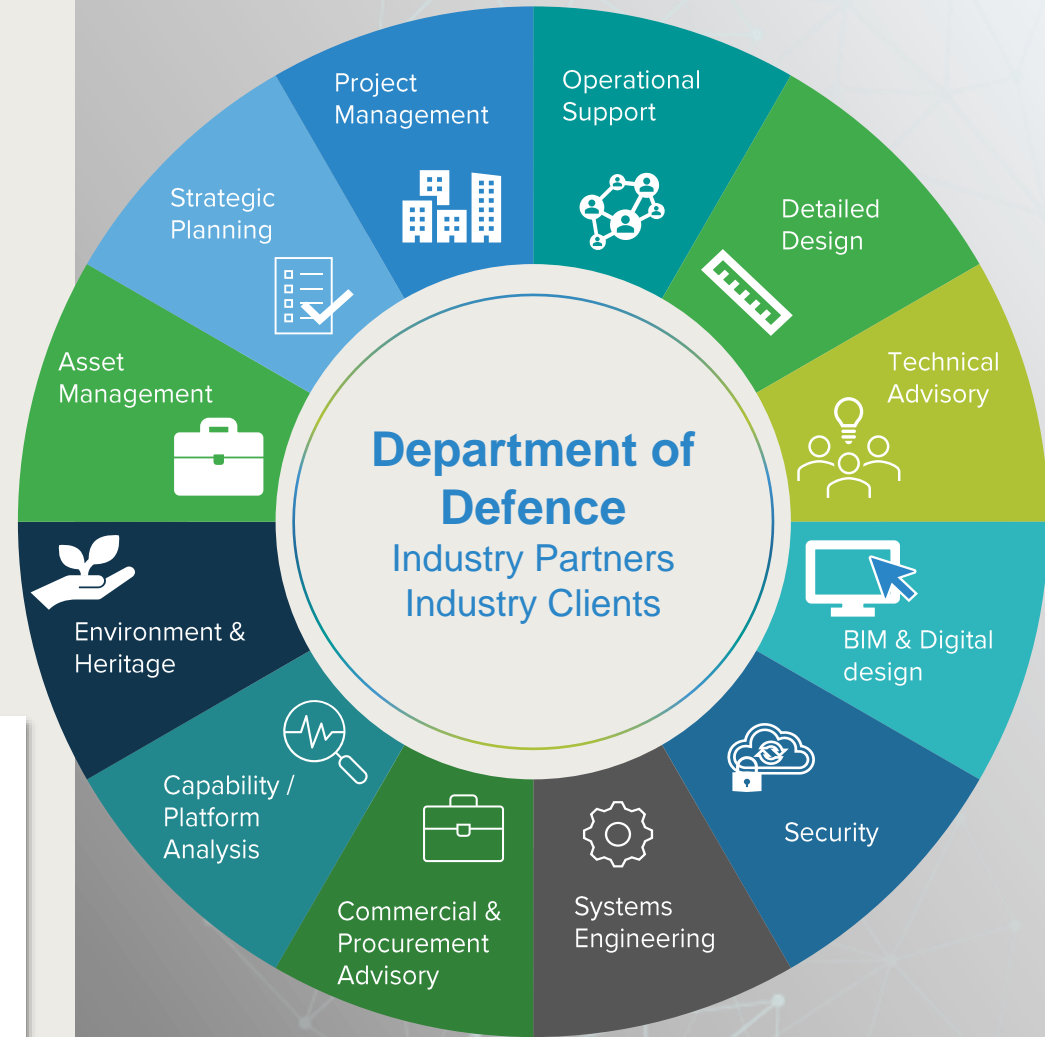 Project
Management
Operational
Support
Detailed
Design
Technical
Advisory
BIM & Digital
design
Security
Systems
Engineering
Commercial &
Procurement
Advisory
Capability /
Platform
Analysis
Environment &
Heritage
Asset
Management
Strategic
Planning
Department of
Defence
Industry Partners
Industry Clients